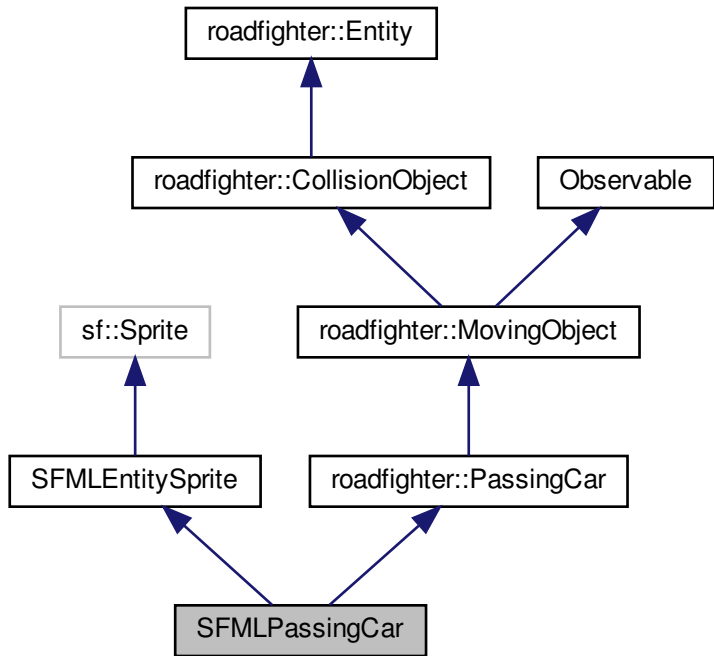 roadfighter::Entity
roadfighter::CollisionObject
Observable
sf::Sprite
roadfighter::MovingObject
SFMLEntitySprite
roadfighter::PassingCar
SFMLPassingCar